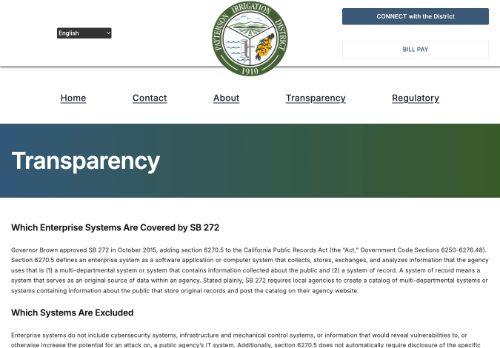 English
PATTERSON IRRIGATION DISTRICT
1910
CONNECT with the District
BILL PAY
Home
Contact
About
Transparency
Regulatory
Transparency
Which Enterprise Systems Are Covered by SB 272
Governor Brown approved SB 272 in October 2015, adding section 6270.5 to the California Public Records Act (the "Act," Government Code Sections 6250-6276.48).
Section 6270.5 defines an enterprise system as a software application or computer system that collects, stores, exchanges, and analyzes information that the agency
uses that is (1) a multi-departmental system or system that contains information collected about the public and (2) a system of record. A system of record means a
system that serves as an original source of data within an agency. Stated plainly, SB 272 requires local agencies to create a catalog of multi-departmental systems or
systems containing information about the public that store original records and post the catalog on their agency website.
Which Systems Are Excluded
Enterprise systems do not include cybersecurity systems, infrastructure and mechanical control systems, or information that would reveal vulnerabilities to, or
otherwise increase the potential for an attack on, a public agency's IT system. Additionally, section 6270.5 does not automatically require disclosure of the specific